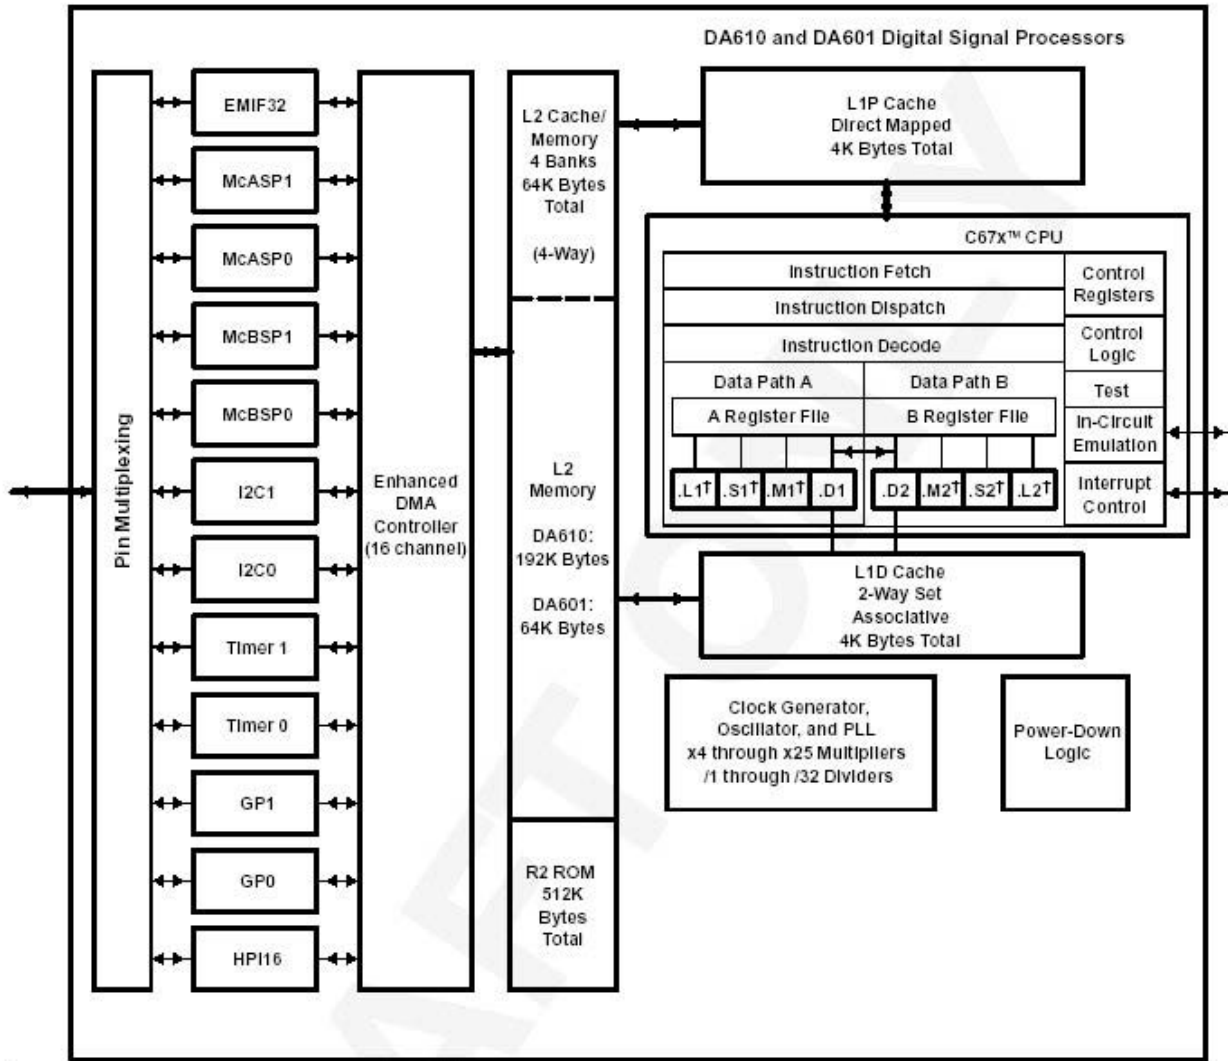 DA610 and DA601 Digital Signal Processors
Pin Multiplexing
EMIF32
McASP1
McASP0
McBSP1
McBSP0
I2C1
I2C0
Timer 1
Timer 0
GP1
GP0
HPI16
Enhanced
DMA
Controller
(16 channel)
L2 Cache/
Memory
4 Banks
64K Bytes
Total
(4-Way)
L2
Memory
DA610:
192K Bytes
DA601:
64K Bytes
R2 ROM
512K
Bytes
Total
L1P Cache
Direct Mapped
4K Bytes Total
C67x™ CPU
Instruction Fetch
Instruction Dispatch
Instruction Decode
Data Path A
Data Path B
A Register File
B Register File
.L1† .S1† .M1† .D1
.D2 .M2† .S2† .L2†
Control
Registers
Control
Logic
Test
In-Circuit
Emulation
Interrupt
Control
L1D Cache
2-Way Set
Associative
4K Bytes Total
Clock Generator,
Oscillator, and PLL
x4 through x25 Multipliers
/1 through /32 Dividers
Power-Down
Logic